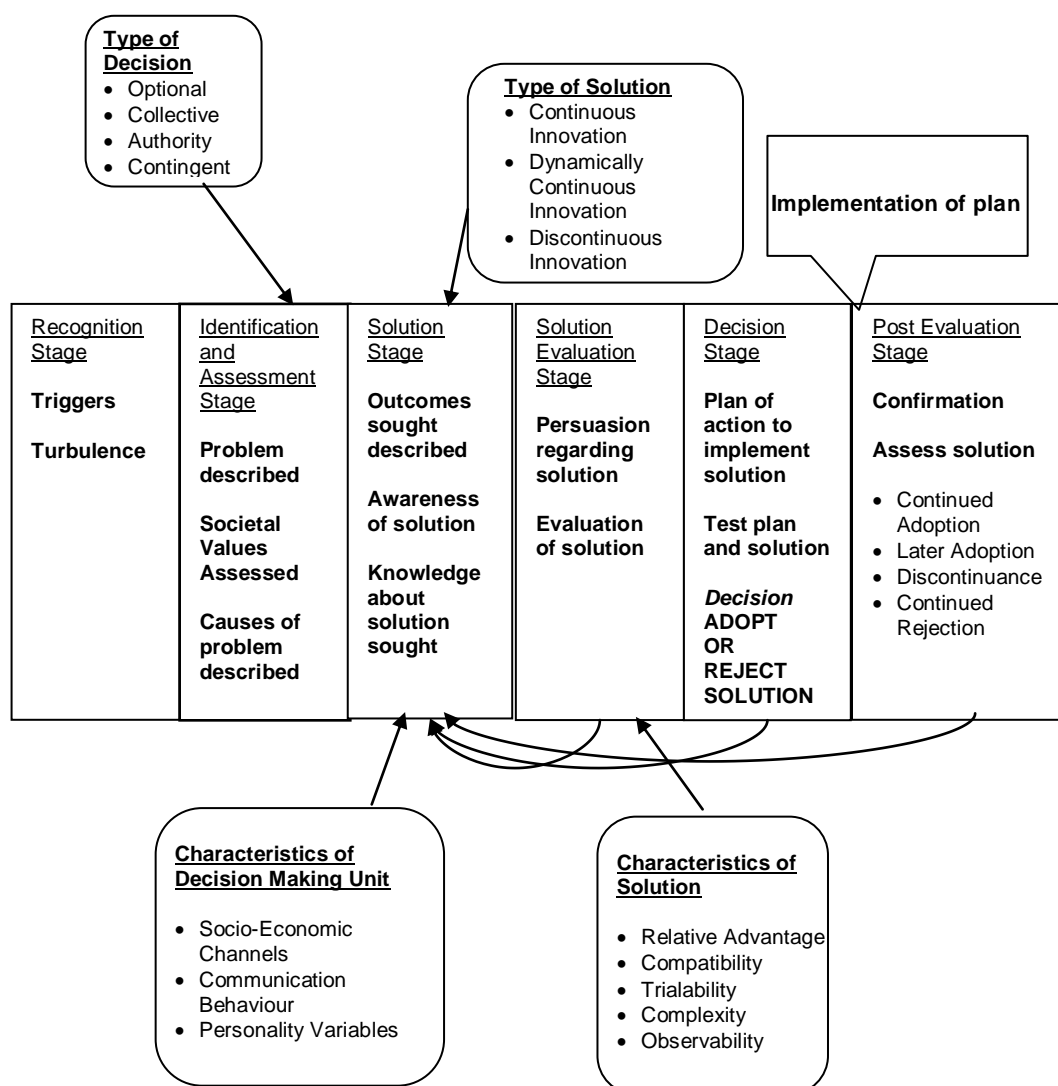 Type of
Decision
• Optional
• Collective
• Authority
• Contingent
Type of Solution
• Continuous
Innovation
• Dynamically
Continuous
Innovation
• Discontinuous
Innovation
Implementation of plan
Recognition
Stage
Triggers
Turbulence
Identification
and
Assessment
Stage
Problem
described
Societal
Values
Assessed
Causes of
problem
described
Solution
Stage
Outcomes
sought
described
Awareness
of solution
Knowledge
about
solution
sought
Solution
Evaluation
Stage
Persuasion
regarding
solution
Evaluation
of solution
Decision
Stage
Plan of
action to
implement
solution
Test plan
and solution
Decision
ADOPT
OR
REJECT
SOLUTION
Post Evaluation
Stage
Confirmation
Assess solution
• Continued
Adoption
• Later Adoption
• Discontinuance
• Continued
Rejection
Characteristics of
Decision Making Unit
• Socio-Economic
Channels
• Communication
Behaviour
• Personality Variables
Characteristics of
Solution
• Relative Advantage
• Compatibility
• Trialability
• Complexity
• Observability